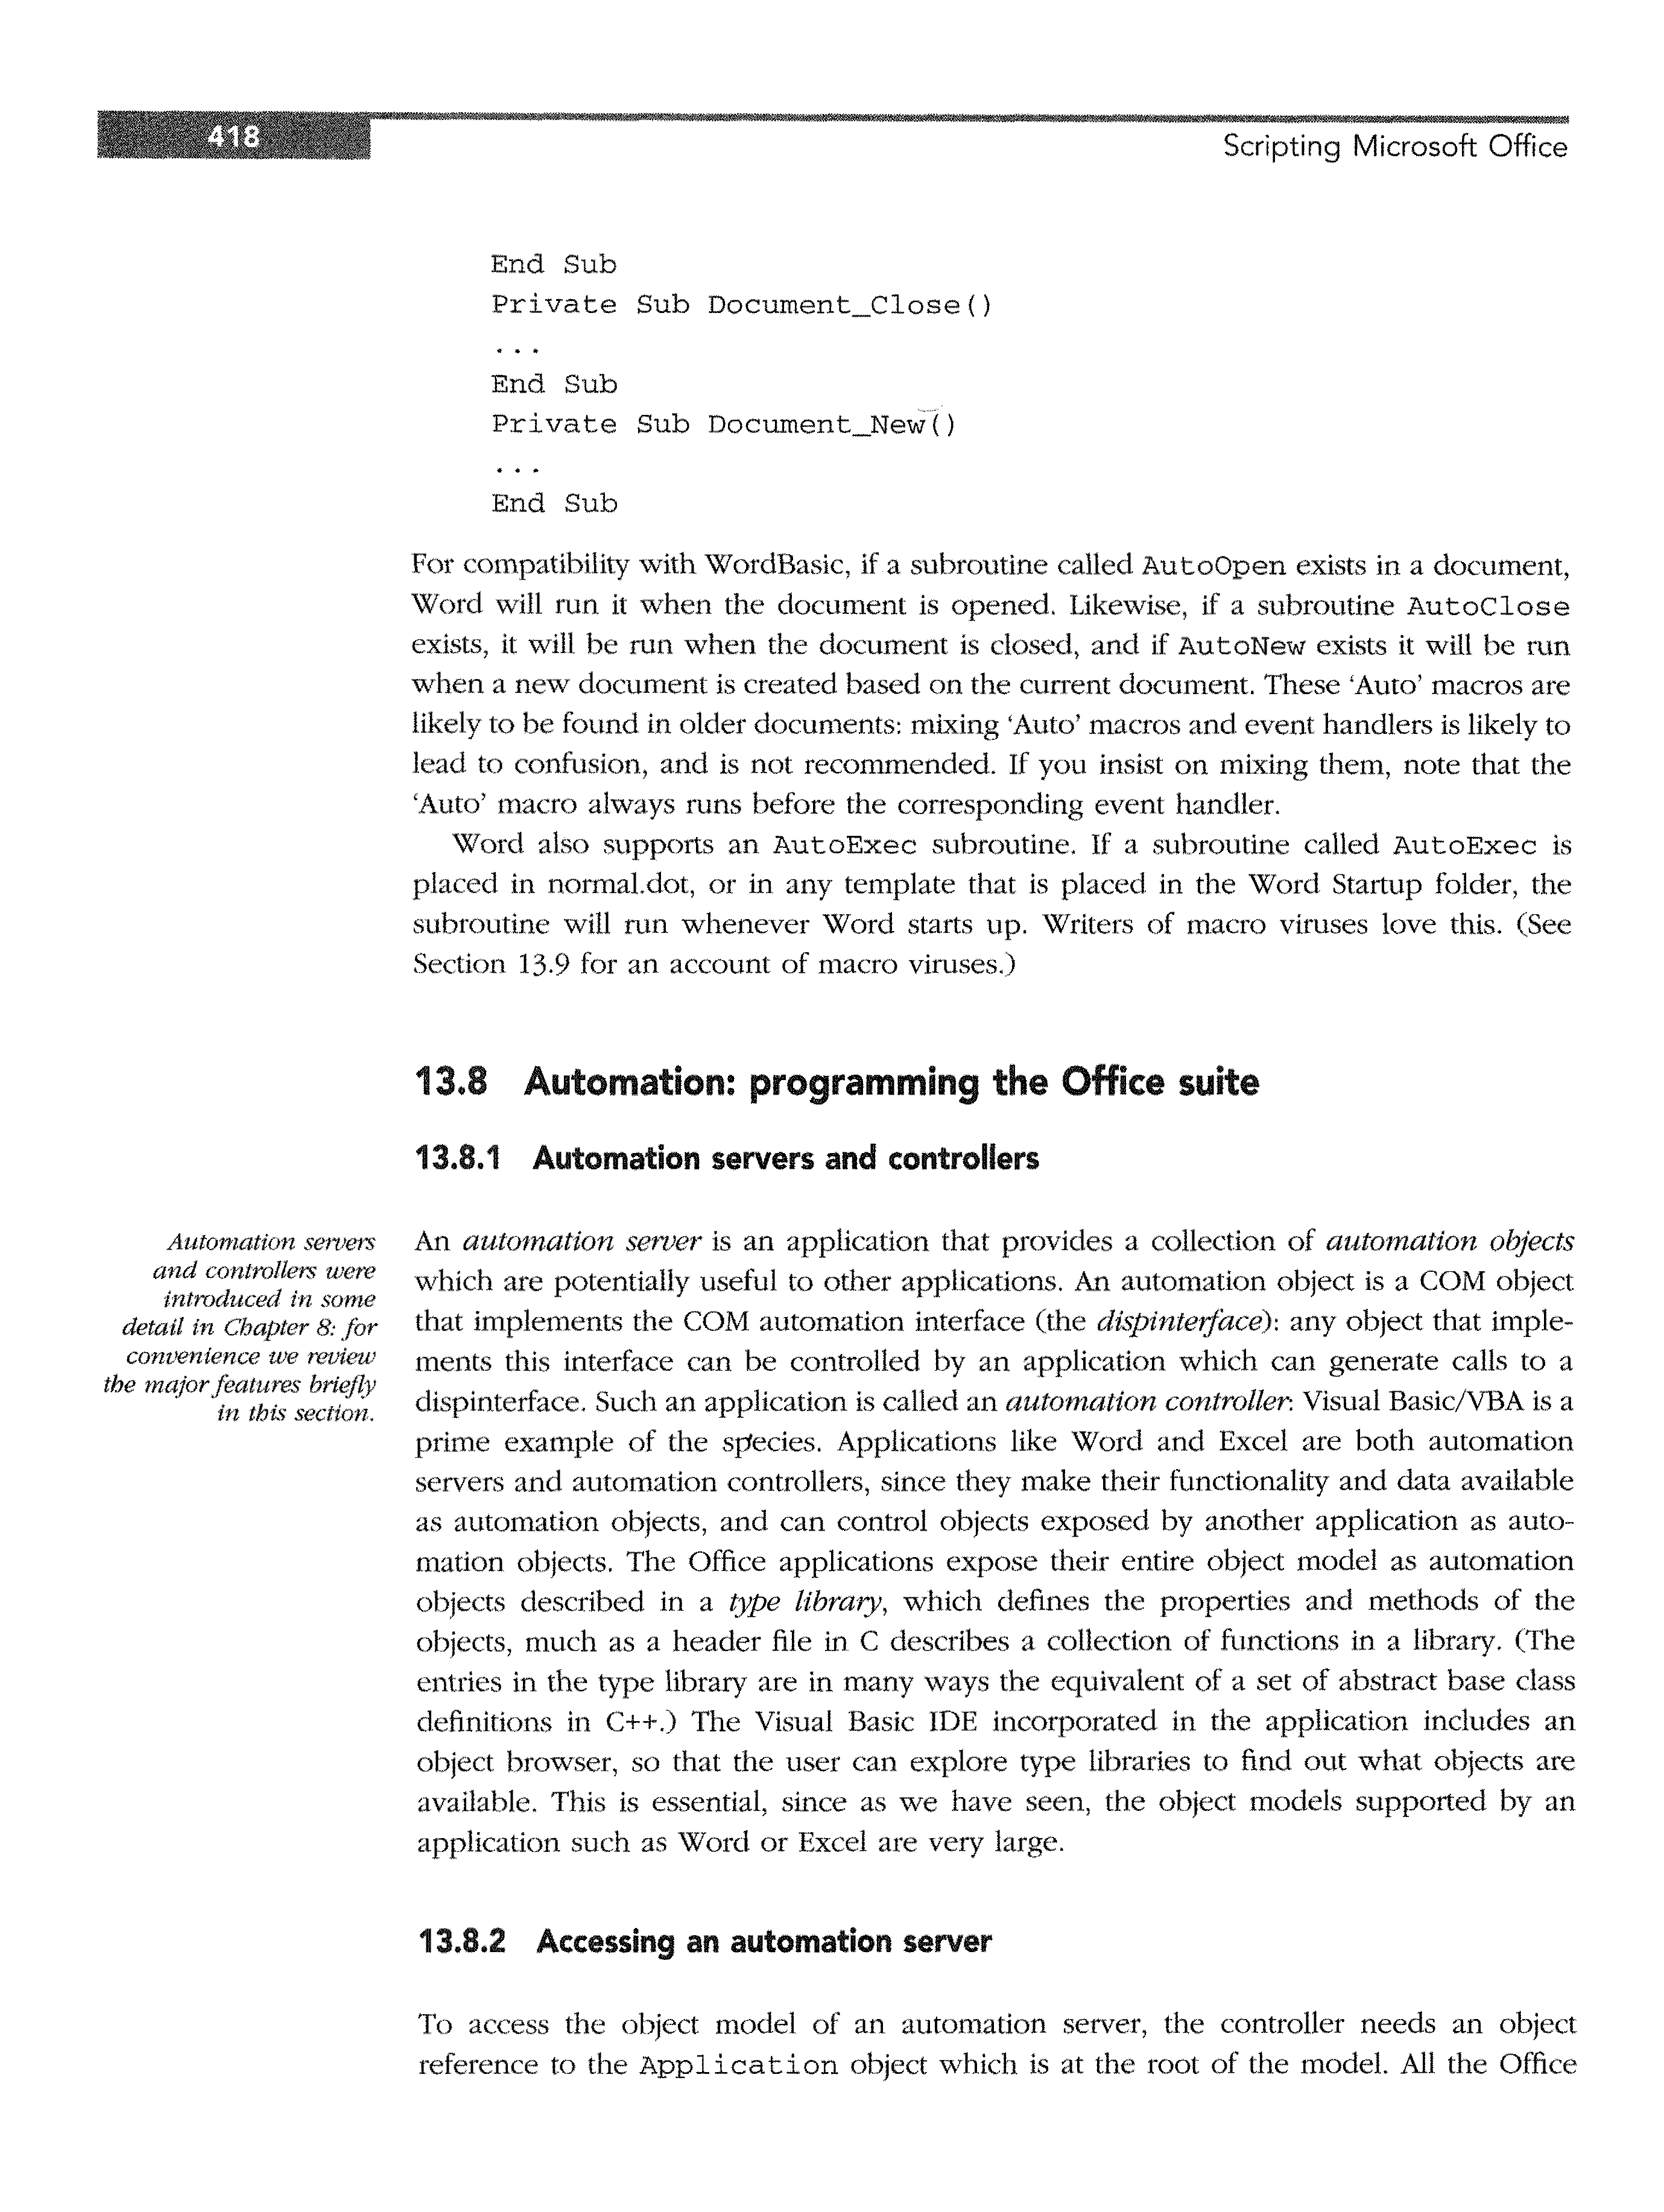 418
Scripting Microsoft Office
End Sub
Private Sub Document_Close()
...
End Sub
Private Sub Document_New()
...
End Sub
For compatibility with WordBasic, if a subroutine called AutoOpen exists in a document,
Word will run it when the document is opened. Likewise, if a subroutine AutoClose
exists, it will be run when the document is closed, and if AutoNew exists it will be run
when a new document is created based on the current document. These ‘Auto’ macros are
likely to be found in older documents: mixing ‘Auto’ macros and event handlers is likely to
lead to confusion, and is not recommended. If you insist on mixing them, note that the
‘Auto’ macro always runs before the corresponding event handler.
Word also supports an AutoExec subroutine. If a subroutine called AutoExec is
placed in normal.dot, or in any template that is placed in the Word Startup folder, the
subroutine will run whenever Word starts up. Writers of macro viruses love this. (See
Section 13.9 for an account of macro viruses.)
13.8 Automation: programming the Office suite
13.8.1 Automation servers and controllers
Automation servers
and controllers were
introduced in some
detail in Chapter 8: for
convenience we review
the major features briefly
in this section.
An automation server is an application that provides a collection of automation objects
which are potentially useful to other applications. An automation object is a COM object
that implements the COM automation interface (the dispinterface): any object that imple-
ments this interface can be controlled by an application which can generate calls to a
dispinterface. Such an application is called an automation controller: Visual Basic/VBA is a
prime example of the species. Applications like Word and Excel are both automation
servers and automation controllers, since they make their functionality and data available
as automation objects, and can control objects exposed by another application as auto-
mation objects. The Office applications expose their entire object model as automation
objects described in a type library, which defines the properties and methods of the
objects, much as a header file in C describes a collection of functions in a library. (The
entries in the type library are in many ways the equivalent of a set of abstract base class
definitions in C++.) The Visual Basic IDE incorporated in the application includes an
object browser, so that the user can explore type libraries to find out what objects are
available. This is essential, since as we have seen, the object models supported by an
application such as Word or Excel are very large.
13.8.2 Accessing an automation server
To access the object model of an automation server, the controller needs an object
reference to the Application object which is at the root of the model. All the Office